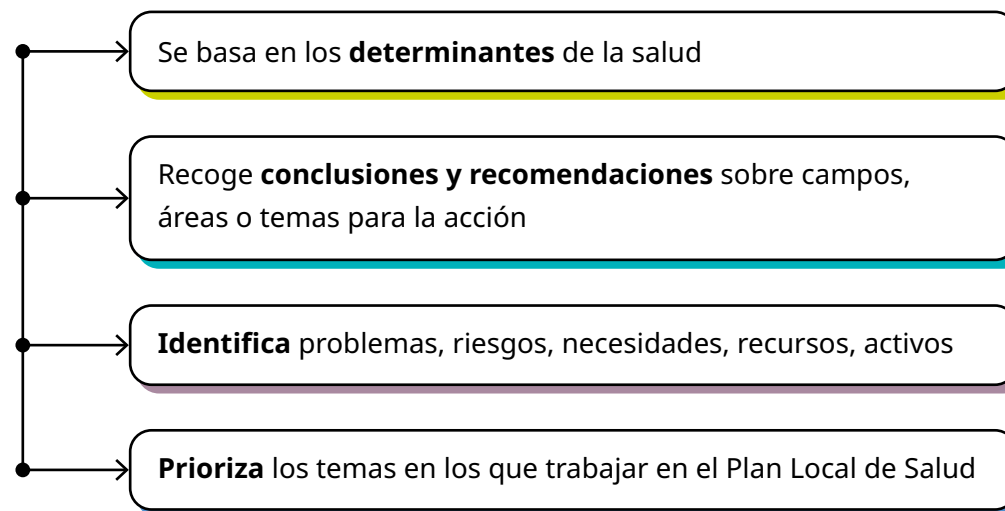 Se basa en los determinantes de la salud
Recoge conclusiones y recomendaciones sobre campos,
áreas o temas para la acción
Identifica problemas, riesgos, necesidades, recursos, activos
Prioriza los temas en los que trabajar en el Plan Local de Salud